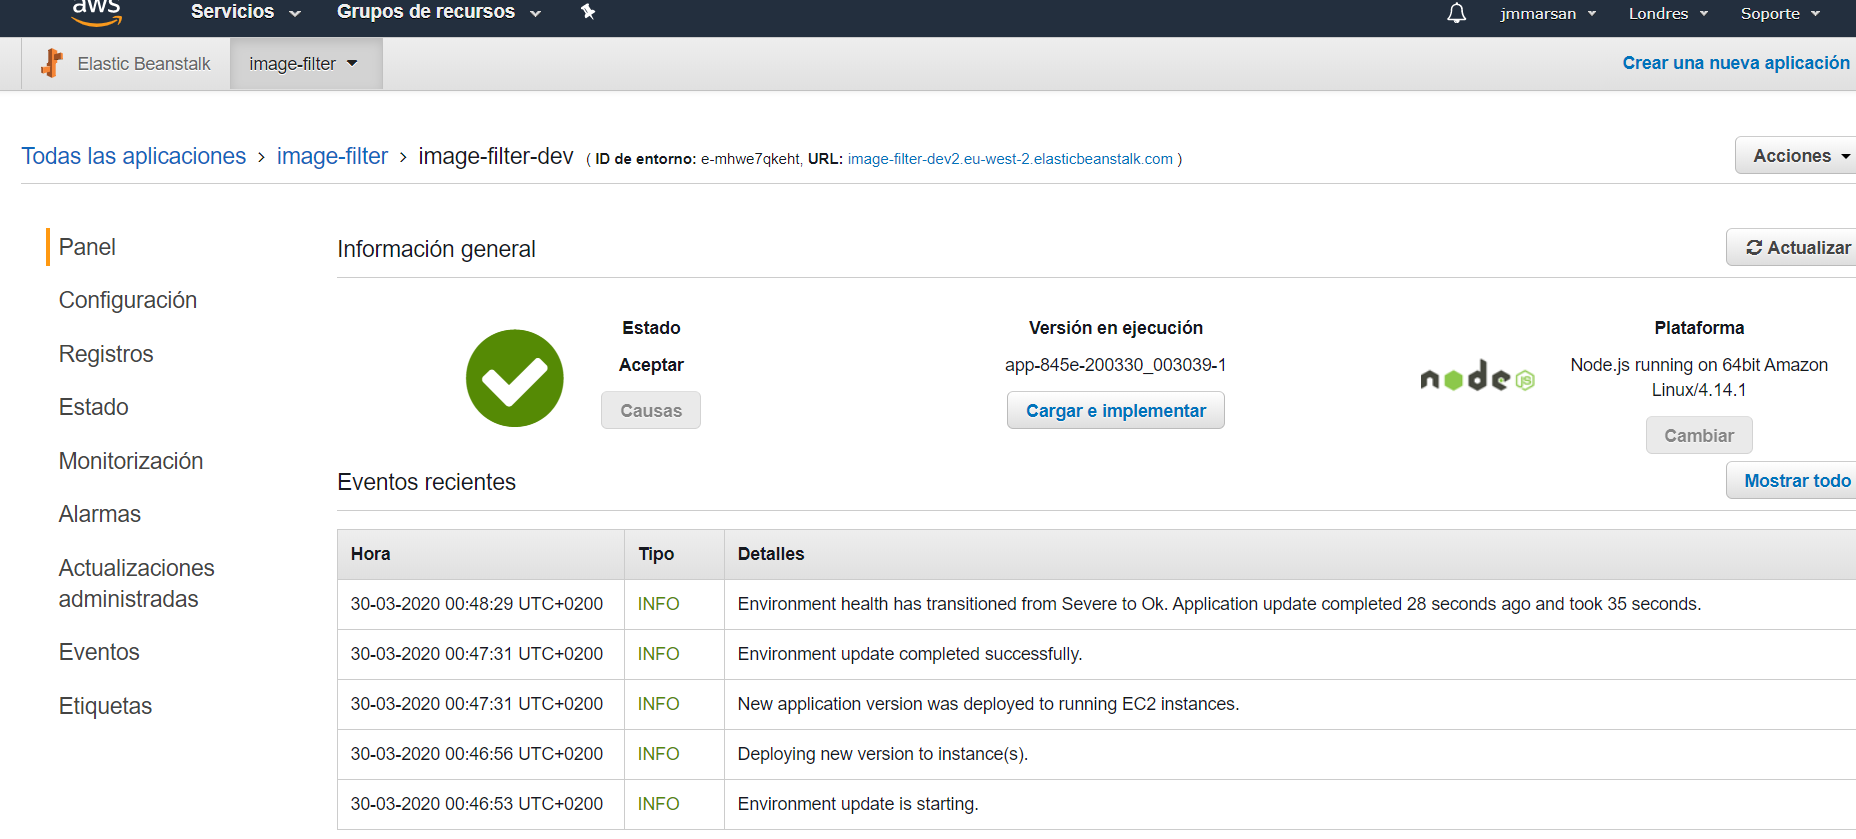 aws Servicios Grupos de recursos jmmarsan Londres Soporte
Elastic Beanstalk image-filter Crear una nueva aplicación
Todas las aplicaciones > image-filter > image-filter-dev ( ID de entorno: e-mhwe7qkeht, URL: image-filter-dev2.eu-west-2.elasticbeanstalk.com )
Acciones
Panel
Configuración
Registros
Estado
Monitorización
Alarmas
Actualizaciones
administradas
Eventos
Etiquetas
Información general
Actualizar
Estado
Aceptar
Causas
Versión en ejecución
app-845e-200330_003039-1
Cargar e implementar
node JS
Plataforma
Node.js running on 64bit Amazon
Linux/4.14.1
Cambiar
Eventos recientes
Mostrar todo
Hora Tipo Detalles
30-03-2020 00:48:29 UTC+0200 INFO Environment health has transitioned from Severe to Ok. Application update completed 28 seconds ago and took 35 seconds.
30-03-2020 00:47:31 UTC+0200 INFO Environment update completed successfully.
30-03-2020 00:47:31 UTC+0200 INFO New application version was deployed to running EC2 instances.
30-03-2020 00:46:56 UTC+0200 INFO Deploying new version to instance(s).
30-03-2020 00:46:53 UTC+0200 INFO Environment update is starting.